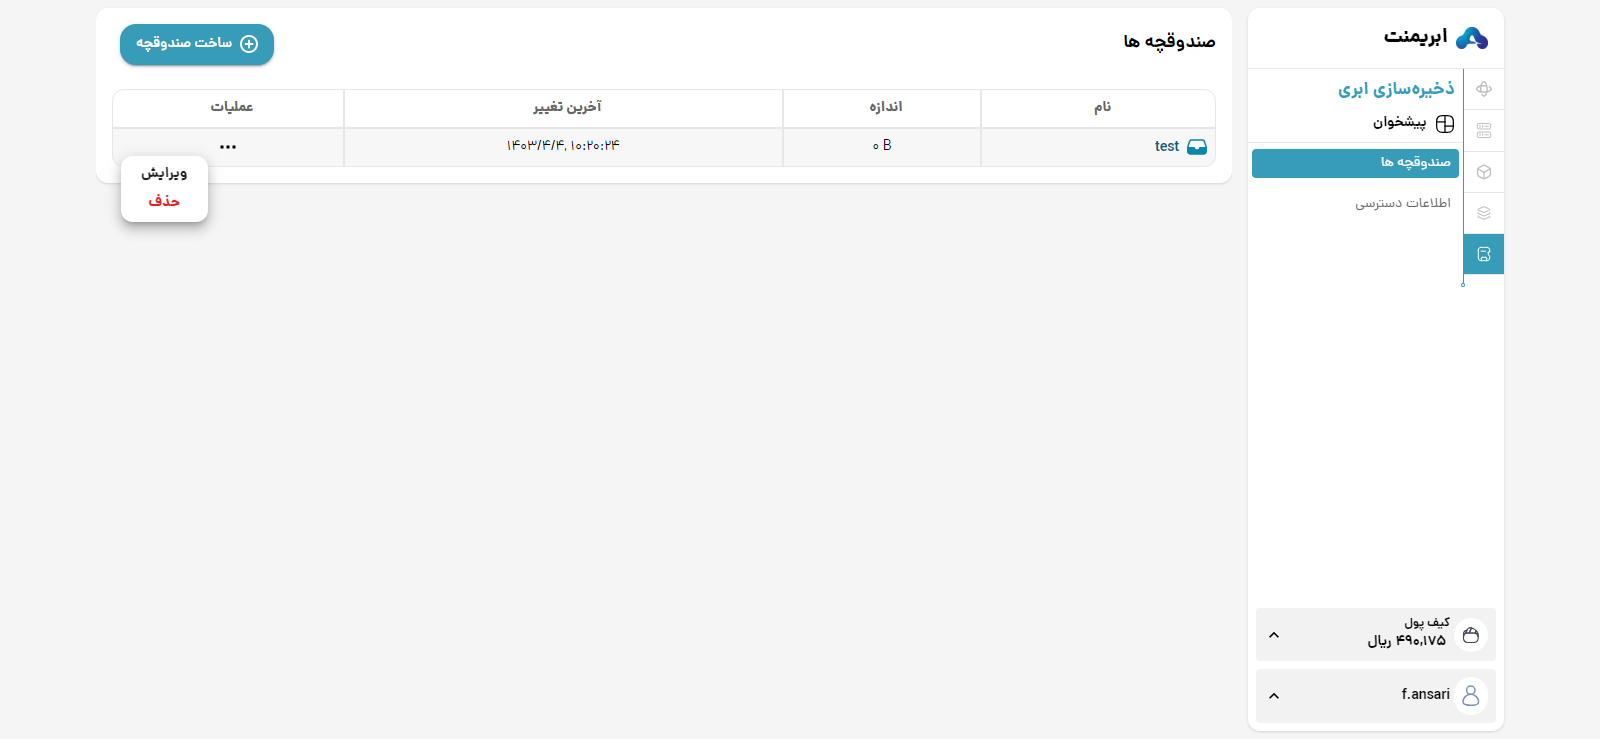 ابریمنت
ذخیره‌سازی ابری
پیشخوان
صندوقچه ها
اطلاعات دسترسی
کیف پول
۴۹۰,۱۷۵ ریال
f.ansari
صندوقچه ها
ساخت صندوقچه
نام
اندازه
آخرین تغییر
عملیات
test
۰ B
۱۴۰۳/۴/۴, ۱۰:۲۰:۲۴
ویرایش
حذف